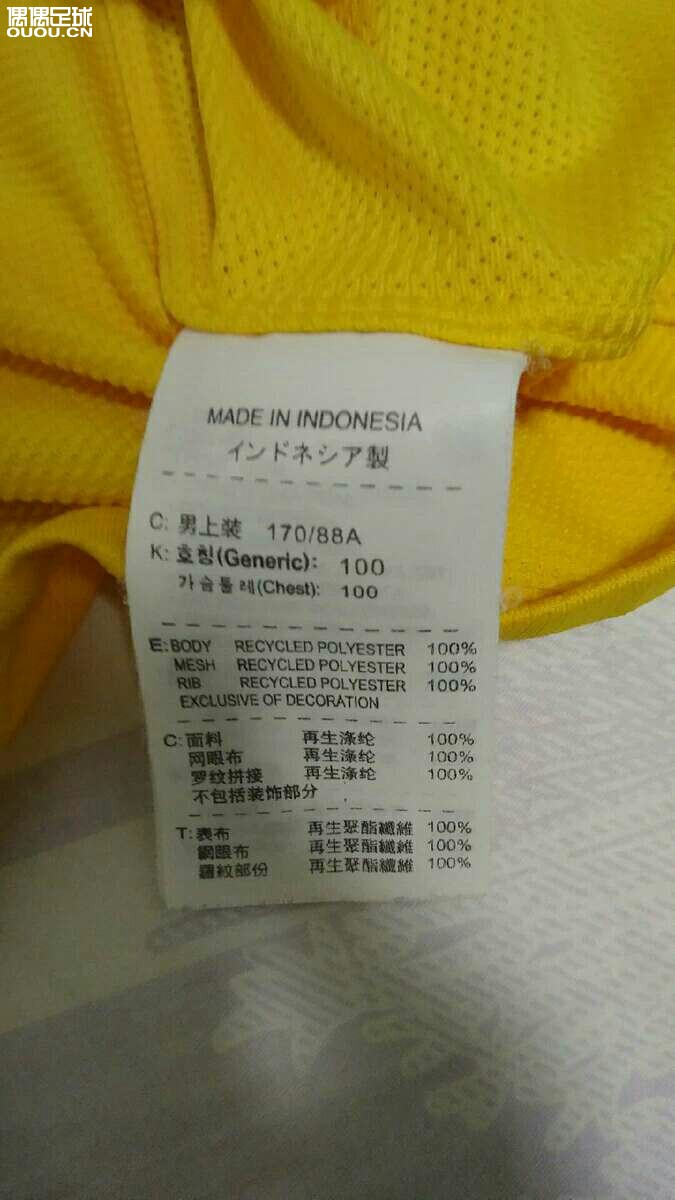 偶偶足球
OUOU.CN
MADE IN INDONESIA
インドネシア製
C: 男上装 170/88A
K: 호칭(Generic): 100
가슴둘레(Chest): 100
E: BODY RECYCLED POLYESTER 100%
MESH RECYCLED POLYESTER 100%
RIB RECYCLED POLYESTER 100%
EXCLUSIVE OF DECORATION
C: 面料 再生涤纶 100%
网眼布 再生涤纶 100%
罗纹拼接 再生涤纶 100%
不包括装饰部分
T: 表布 再生聚酯纖維 100%
網眼布 再生聚酯纖維 100%
羅紋部份 再生聚酯纖維 100%